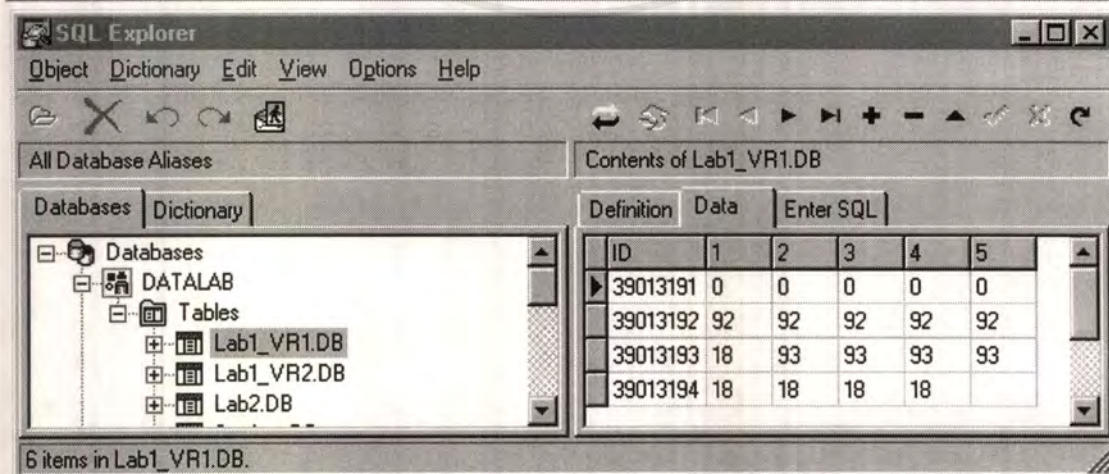 SQL Explorer
Object Dictionary Edit View Options Help
All Database Aliases
Contents of Lab1_VR1.DB
Databases Dictionary
Definition Data Enter SQL
Databases
DATALAB
Tables
Lab1_VR1.DB
Lab1_VR2.DB
Lab2.DB
ID 1 2 3 4 5
39013191 0 0 0 0 0
39013192 92 92 92 92 92
39013193 18 93 93 93 93
39013194 18 18 18 18
6 items in Lab1_VR1.DB.